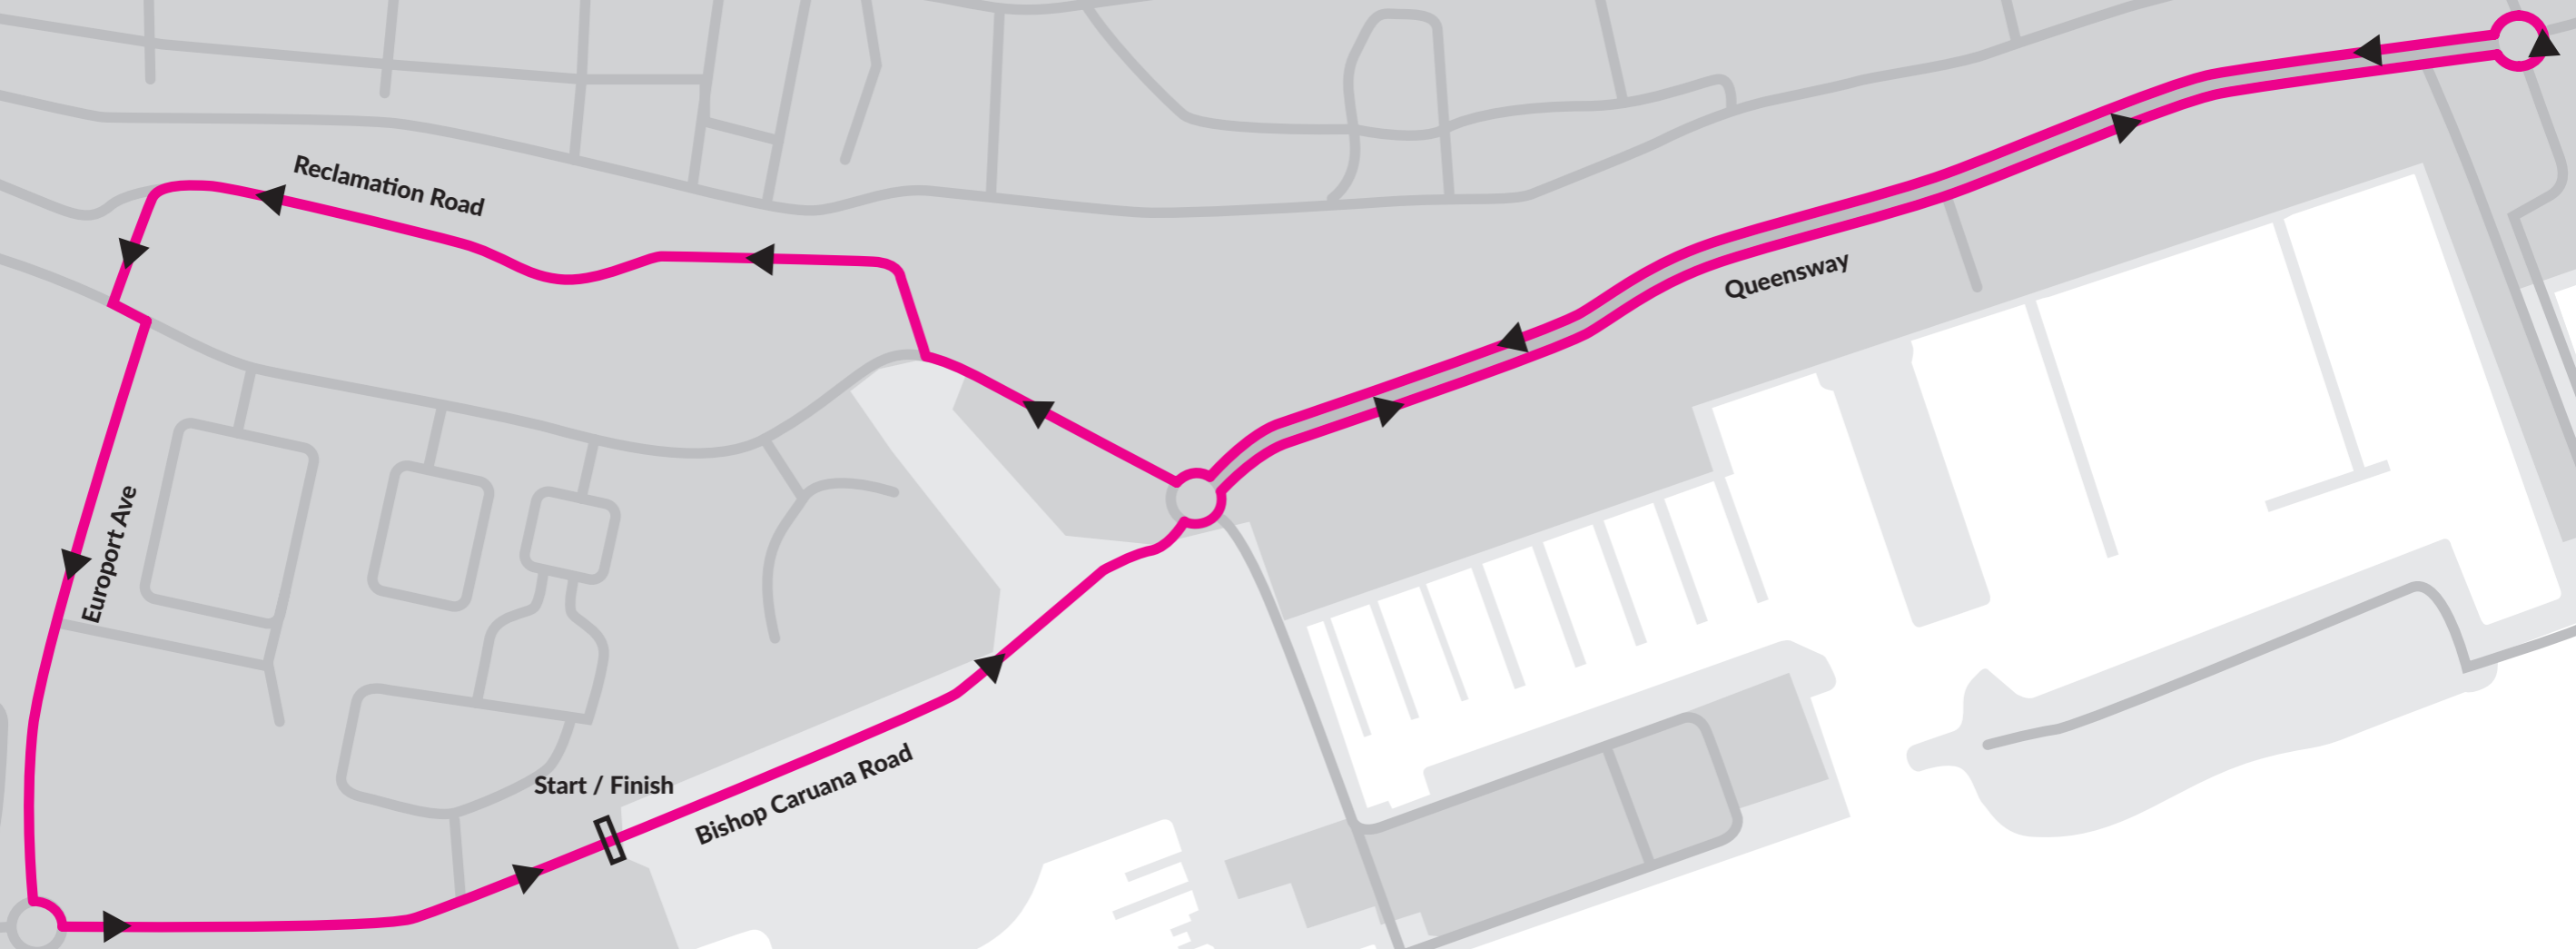 Reclamation Road
Queensway
Europort Ave
Start / Finish
Bishop Caruana Road